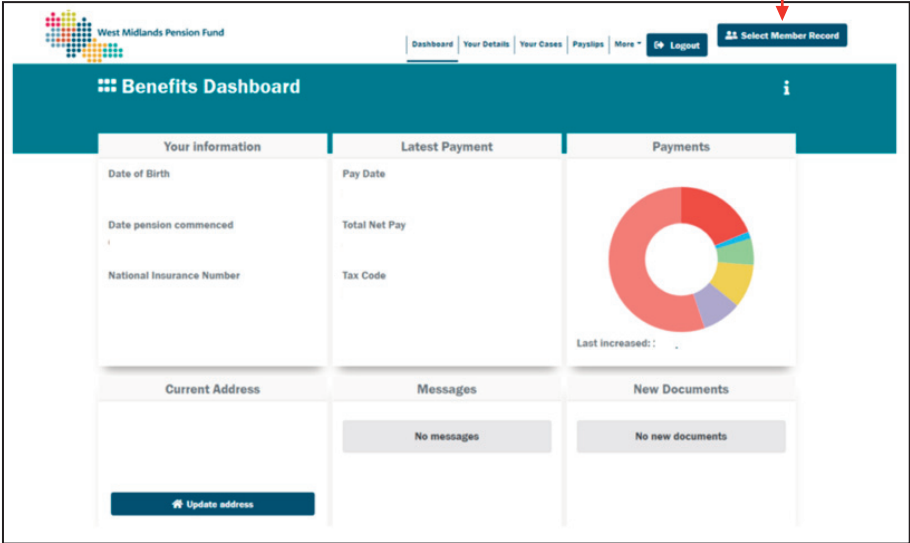 West Midlands Pension Fund
Dashboard Your Details Your Cases Payslips More Logout
Select Member Record
Benefits Dashboard
i
Your information
Date of Birth
Date pension commenced
National Insurance Number
Latest Payment
Pay Date
Total Net Pay
Tax Code
Payments
Last increased:
Current Address
Update address
Messages
No messages
New Documents
No new documents